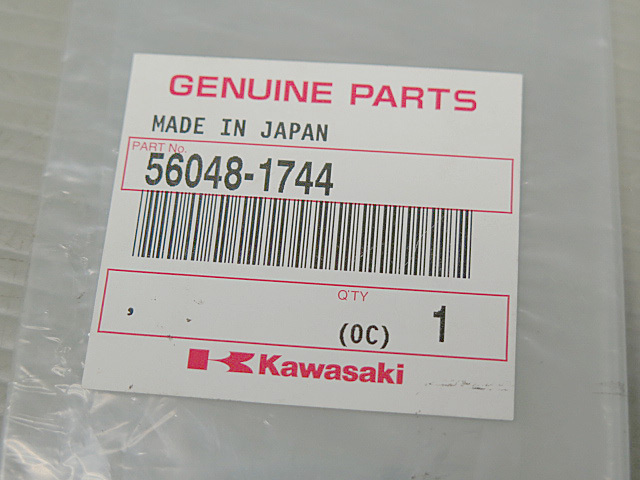 GENUINE PARTS
MADE IN JAPAN
PART No.
56048-1744
Q'TY
, (OC) 1
Kawasaki